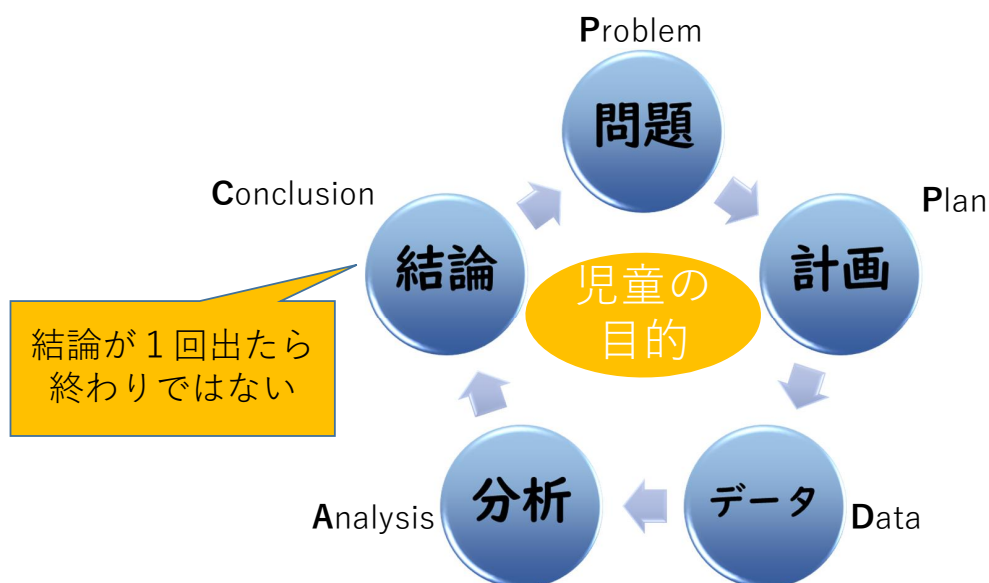 Problem
問題
Conclusion
Plan
結論
計画
児童の
目的
結論が１回出たら
終わりではない
分析
データ
Analysis
Data